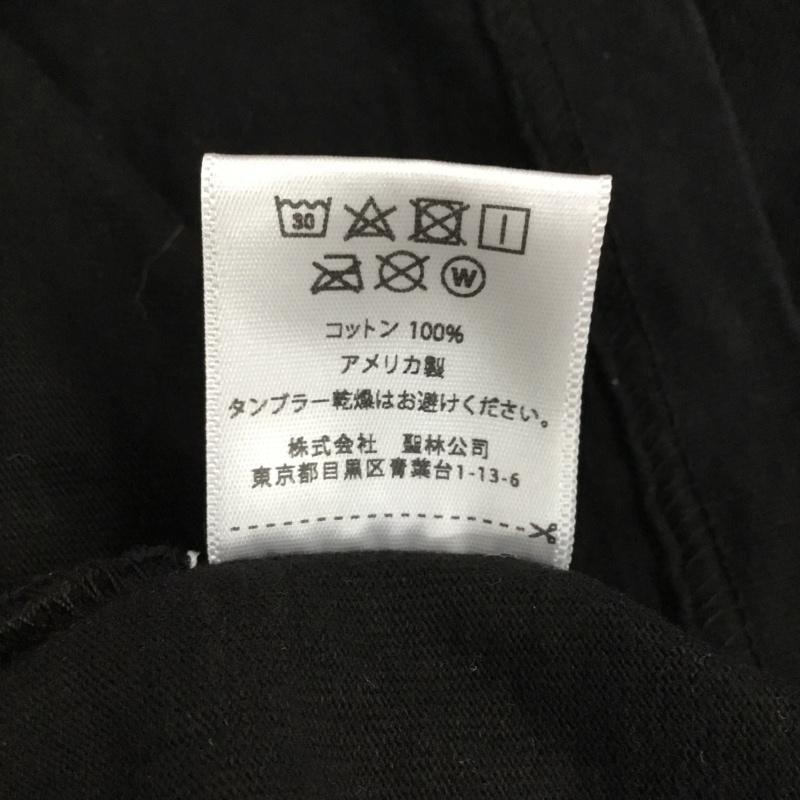 30
W
コットン 100%
アメリカ製
タンブラー乾燥はお避けください。
株式会社 聖林公司
東京都目黒区青葉台1-13-6